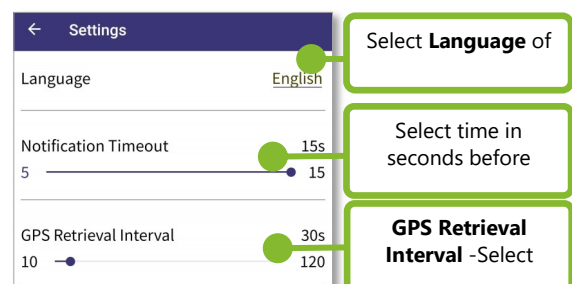 ← Settings
Select Language of
Language English
Notification Timeout 15s
5 15
Select time in
seconds before
GPS Retrieval Interval 30s
10 120
GPS Retrieval
Interval -Select